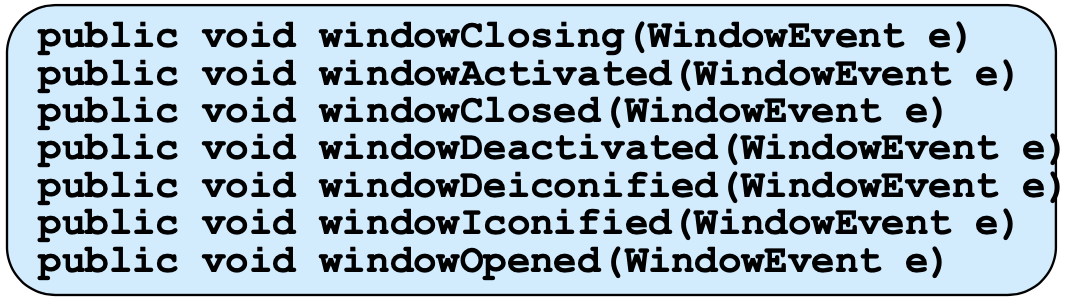 public void windowClosing(WindowEvent e)
public void windowActivated(WindowEvent e)
public void windowClosed(WindowEvent e)
public void windowDeactivated(WindowEvent e)
public void windowDeiconified(WindowEvent e)
public void windowIconified(WindowEvent e)
public void windowOpened(WindowEvent e)